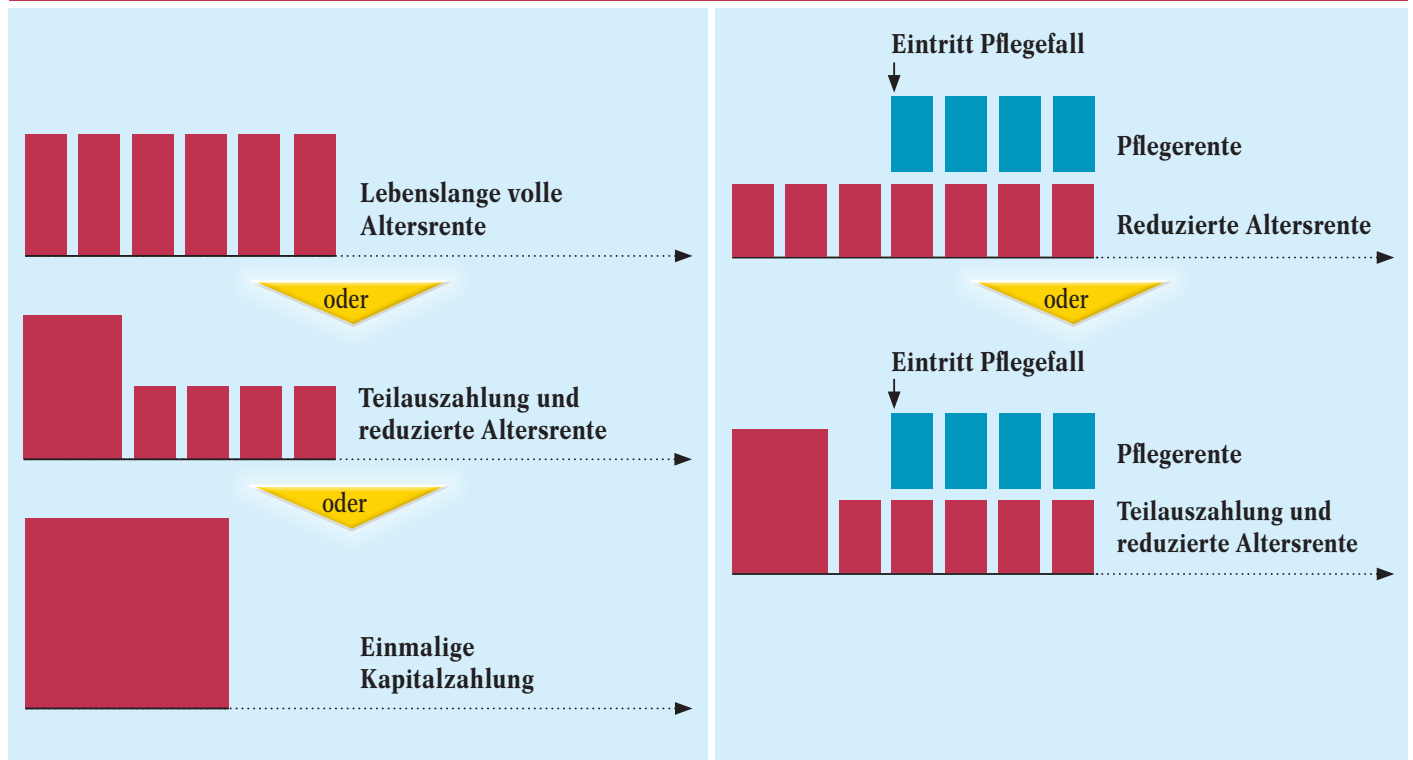 Lebenslange volle
Altersrente
oder
Teilauszahlung und
reduzierte Altersrente
oder
Einmalige
Kapitalzahlung
Eintritt Pflegefall
Pflegerente
Reduzierte Altersrente
oder
Eintritt Pflegefall
Pflegerente
Teilauszahlung und
reduzierte Altersrente